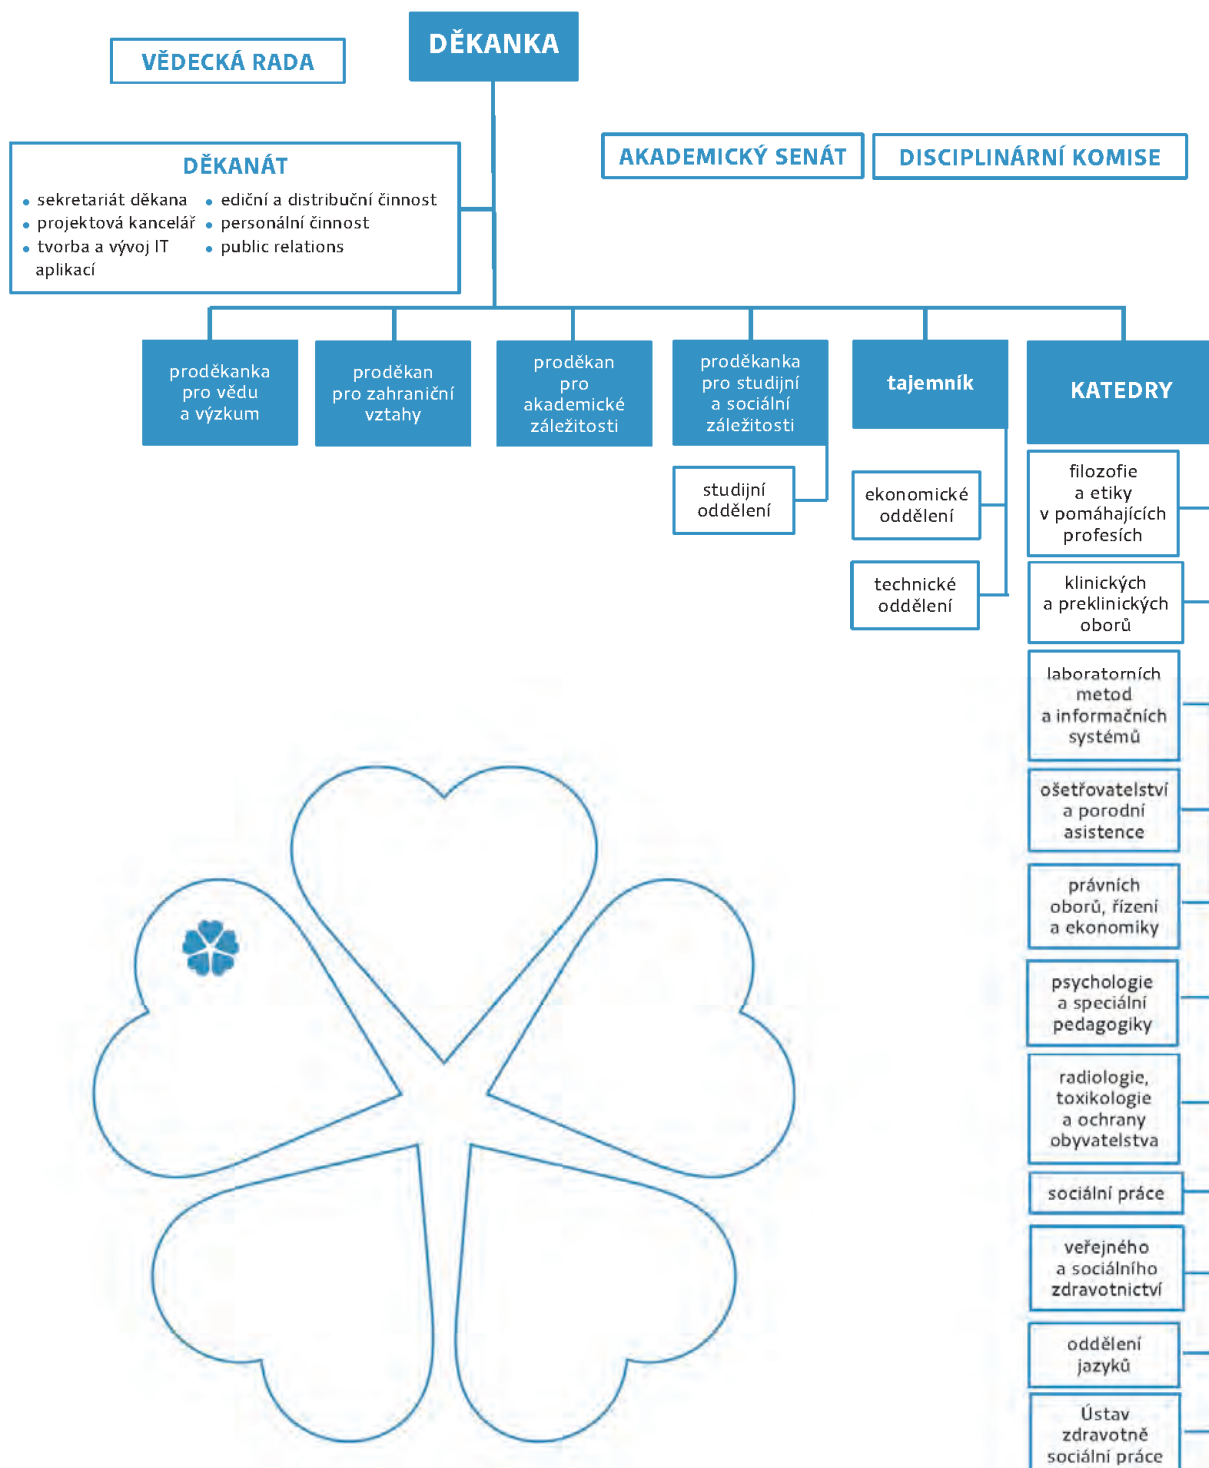 DĚKANKA
VĚDECKÁ RADA
AKADEMICKÝ SENÁT
DISCIPLINÁRNÍ KOMISE
DĚKANÁT
• sekretariát děkana
• projektová kancelář
• tvorba a vývoj IT
aplikací
• ediční a distribuční činnost
• personální činnost
• public relations
proděkanka
pro vědu
a výzkum
proděkan
pro zahraniční
vztahy
proděkan
pro
akademické
záležitosti
proděkanka
pro studijní
a sociální
záležitosti
tajemník
KATEDRY
studijní
oddělení
ekonomické
oddělení
technické
oddělení
filozofie
a etiky
v pomáhajících
profesích
klinických
a preklinických
oborů
laboratorních
metod
a informačních
systémů
ošetřovatelství
a porodní
asistence
právních
oborů, řízení
a ekonomiky
psychologie
a speciální
pedagogiky
radiologie,
toxikologie
a ochrany
obyvatelstva
sociální práce
veřejného
a sociálního
zdravotnictví
oddělení
jazyků
Ústav
zdravotně
sociální práce